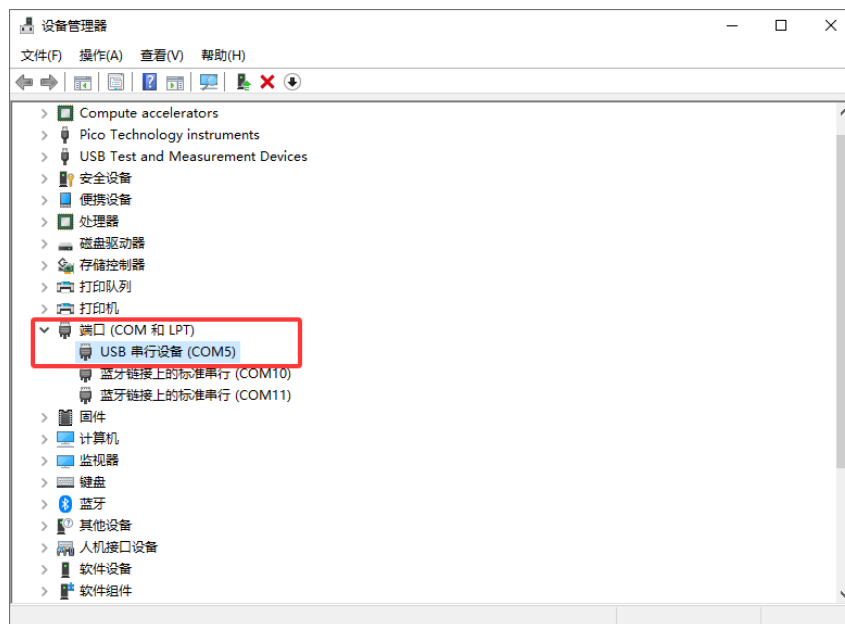 设备管理器
文件(F) 操作(A) 查看(V) 帮助(H)
Compute accelerators
Pico Technology instruments
USB Test and Measurement Devices
安全设备
便携设备
处理器
磁盘驱动器
存储控制器
打印队列
打印机
端口 (COM 和 LPT)
USB 串行设备 (COM5)
蓝牙链接上的标准串行 (COM10)
蓝牙链接上的标准串行 (COM11)
固件
计算机
监视器
键盘
蓝牙
其他设备
人机接口设备
软件设备
软件组件